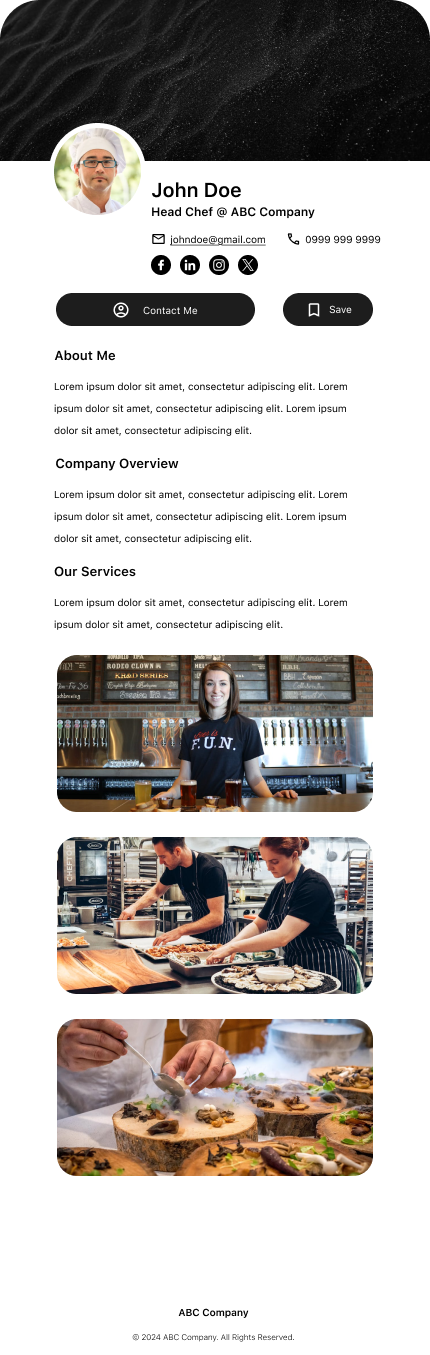 John Doe
Head Chef @ ABC Company
johndoe@gmail.com 0999 999 9999
Contact Me Save
About Me
Lorem ipsum dolor sit amet, consectetur adipiscing elit. Lorem
ipsum dolor sit amet, consectetur adipiscing elit. Lorem ipsum
dolor sit amet, consectetur adipiscing elit.
Company Overview
Lorem ipsum dolor sit amet, consectetur adipiscing elit. Lorem
ipsum dolor sit amet, consectetur adipiscing elit. Lorem ipsum
dolor sit amet, consectetur adipiscing elit.
Our Services
Lorem ipsum dolor sit amet, consectetur adipiscing elit. Lorem
ipsum dolor sit amet, consectetur adipiscing elit.
RODEO CLOWN
SERIES
F.U.N.
ABC Company
© 2024 ABC Company. All Rights Reserved.